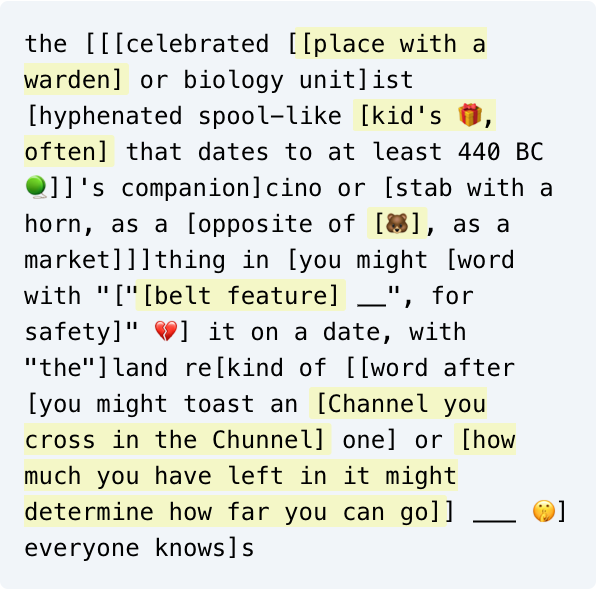 the [[[celebrated [[place with a
warden] or biology unit]ist
[hyphenated spool-like [kid's 🎁,
often] that dates to at least 440 BC
🪀]]'s companion]cino or [stab with a
horn, as a [opposite of [🐻], as a
market]]]thing in [you might [word
with "["[belt feature] __", for
safety]" 💔] it on a date, with
"the"]land re[kind of [[word after
[you might toast an [Channel you
cross in the Chunnel] one] or [how
much you have left in it might
determine how far you can go]] ___ 🤫]
everyone knows]s